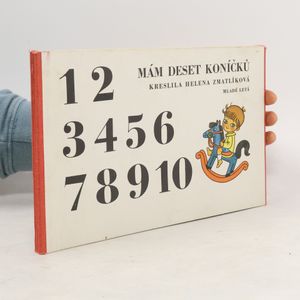 1 2
MÁM DESET KONÍČKŮ
KRESLILA HELENA ZMATLÍKOVÁ
MLADÉ LETÁ
3 4 5 6
7 8 9 10